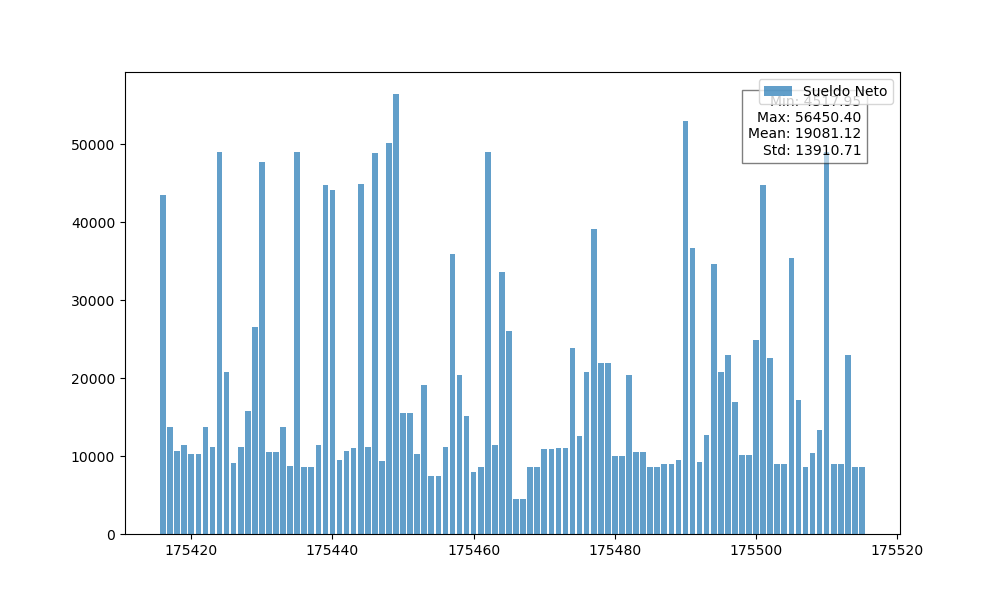 Sueldo Neto
Min: 4517.95
Max: 56450.40
Mean: 19081.12
Std: 13910.71
50000
40000
30000
20000
10000
0
175420 175440 175460 175480 175500 175520